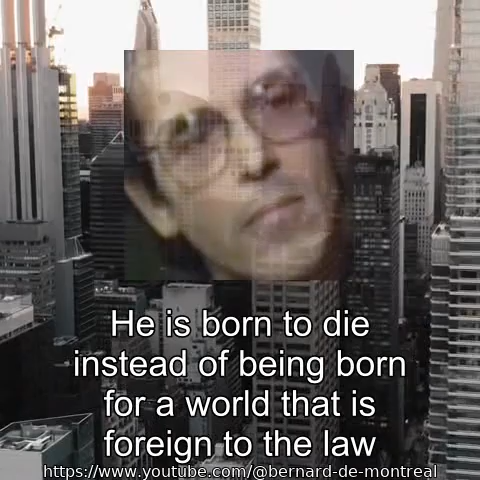 He is born to die
instead of being born
for a world that is
foreign to the law
https://www.youtube.com/@bernard-de-montreal